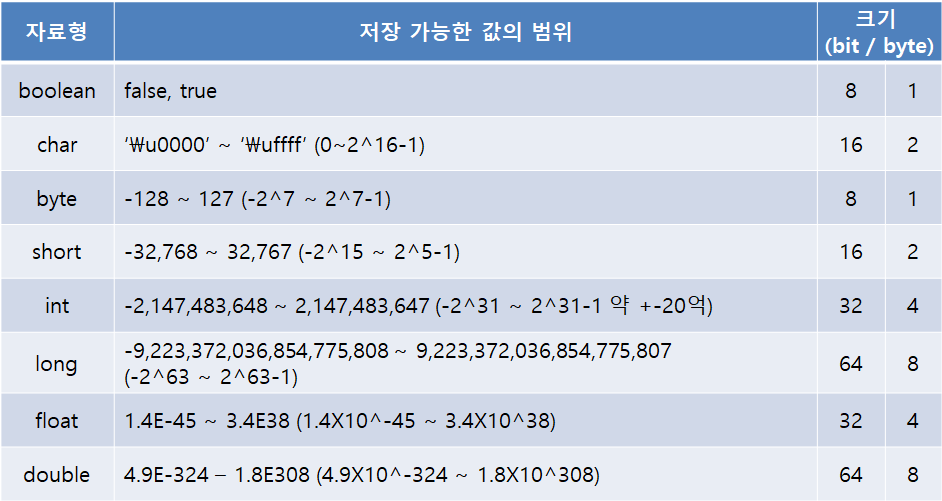 자료형 저장 가능한 값의 범위 크기
(bit / byte)
boolean false, true 8 1
char '₩u0000' ~ '₩uffff' (0~2^16-1) 16 2
byte -128 ~ 127 (-2^7 ~ 2^7-1) 8 1
short -32,768 ~ 32,767 (-2^15 ~ 2^5-1) 16 2
int -2,147,483,648 ~ 2,147,483,647 (-2^31 ~ 2^31-1 약 +-20억) 32 4
long -9,223,372,036,854,775,808 ~ 9,223,372,036,854,775,807
(-2^63 ~ 2^63-1) 64 8
float 1.4E-45 ~ 3.4E38 (1.4X10^-45 ~ 3.4X10^38) 32 4
double 4.9E-324 – 1.8E308 (4.9X10^-324 ~ 1.8X10^308) 64 8